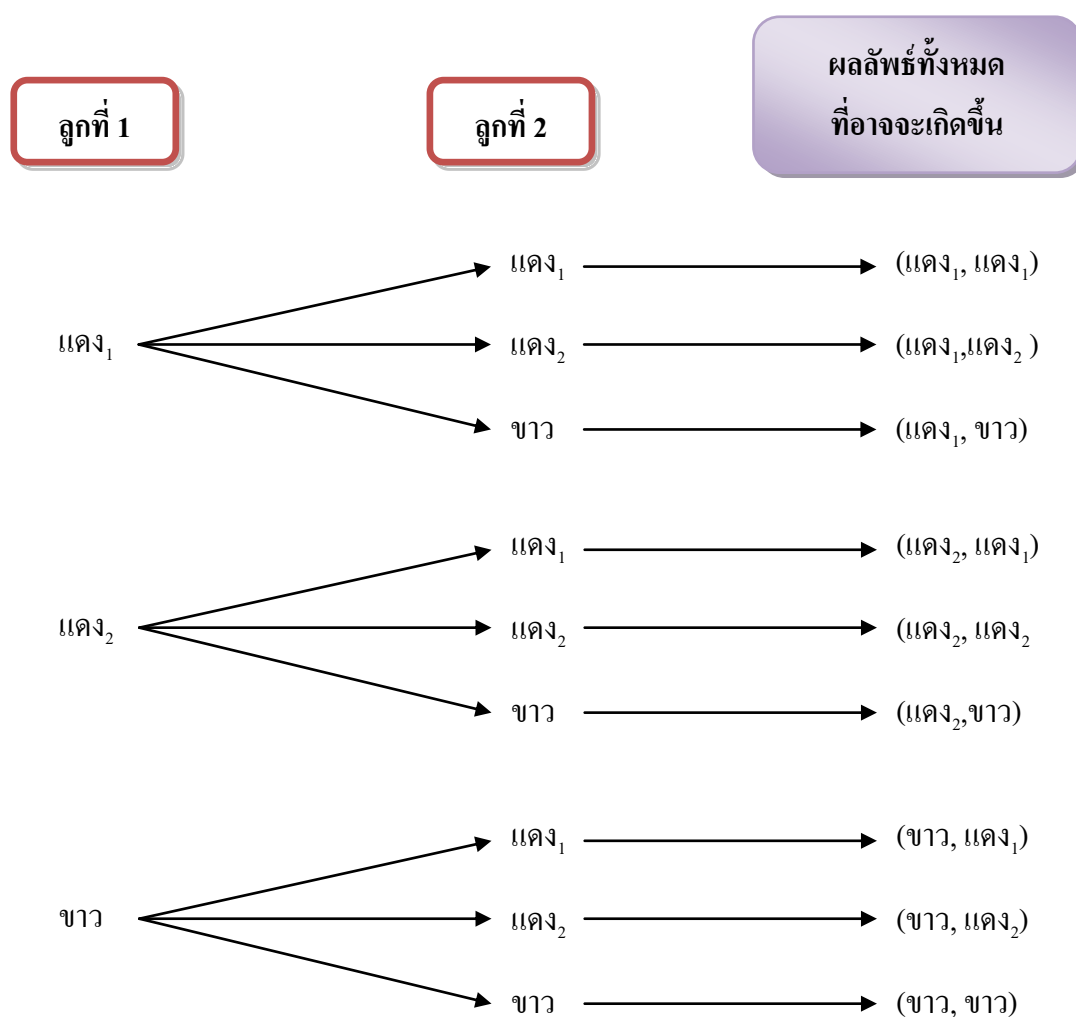 ลูกที่ 1
ลูกที่ 2
ผลลัพธ์ทั้งหมด
ที่อาจจะเกิดขึ้น
แดง₁
แดง₁ (แดง₁, แดง₁)
แดง₂ (แดง₁,แดง₂ )
ขาว (แดง₁, ขาว)
แดง₂
แดง₁ (แดง₂, แดง₁)
แดง₂ (แดง₂, แดง₂
ขาว (แดง₂,ขาว)
ขาว
แดง₁ (ขาว, แดง₁)
แดง₂ (ขาว, แดง₂)
ขาว (ขาว, ขาว)